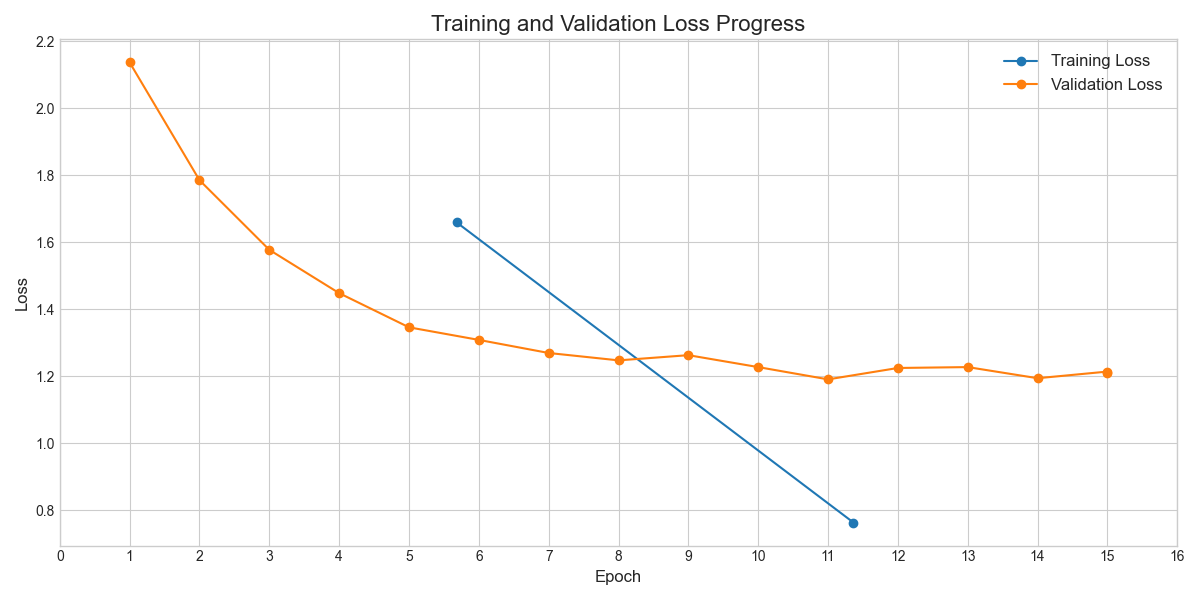 Training and Validation Loss Progress
Training Loss
Validation Loss
Loss
2.2
2.0
1.8
1.6
1.4
1.2
1.0
0.8
0 1 2 3 4 5 6 7 8 9 10 11 12 13 14 15 16
Epoch